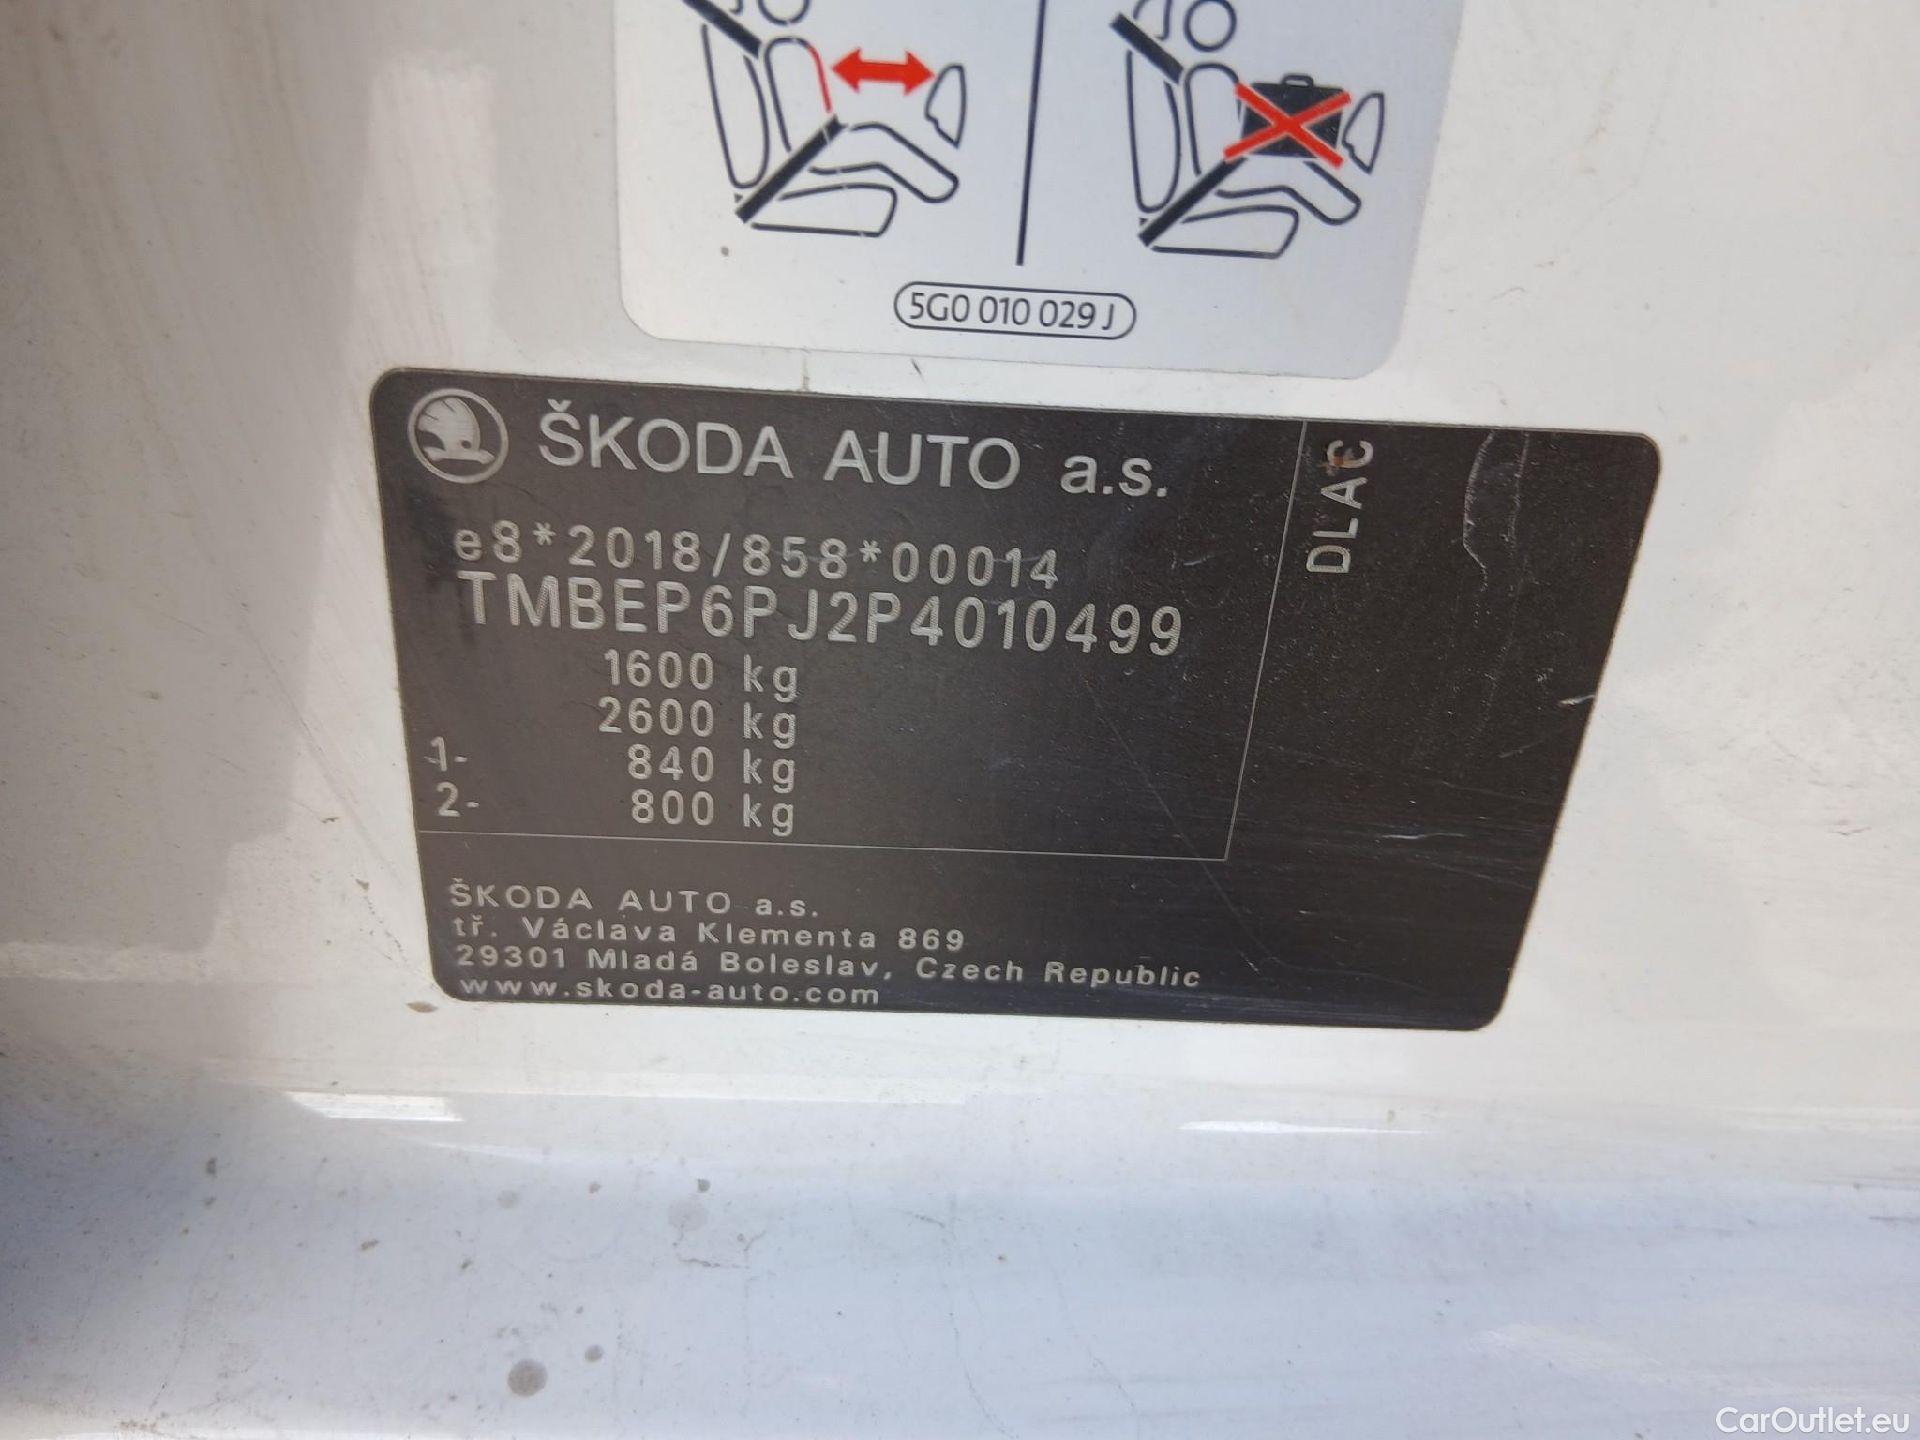 5G0 010 029 J
ŠKODA AUTO a.s.
DLAC
e8*2018/858*00014
TMBEP6PJ2P4010499
1600 kg
2600 kg
1- 840 kg
2- 800 kg
ŠKODA AUTO a.s.
tř. Václava Klementa 869
29301 Mladá Boleslav, Czech Republic
www.skoda-auto.com
CarOutlet.eu